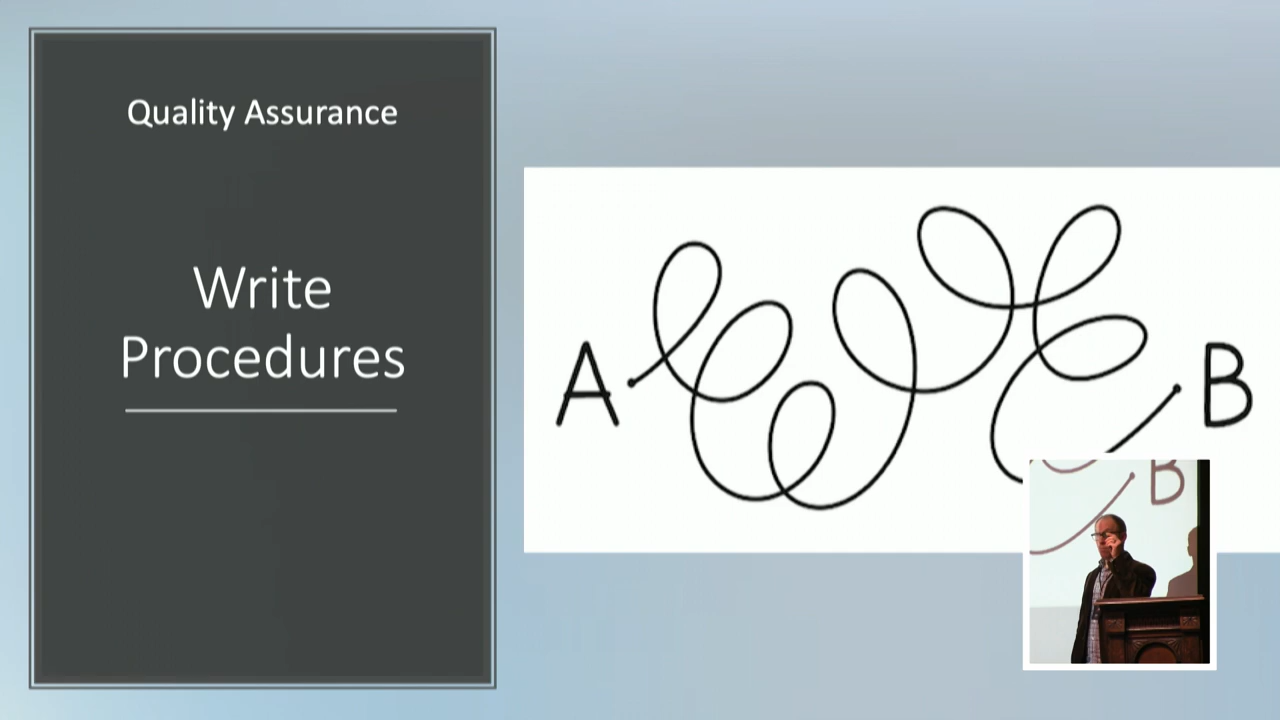 Quality Assurance
Write
Procedures
A
B
B